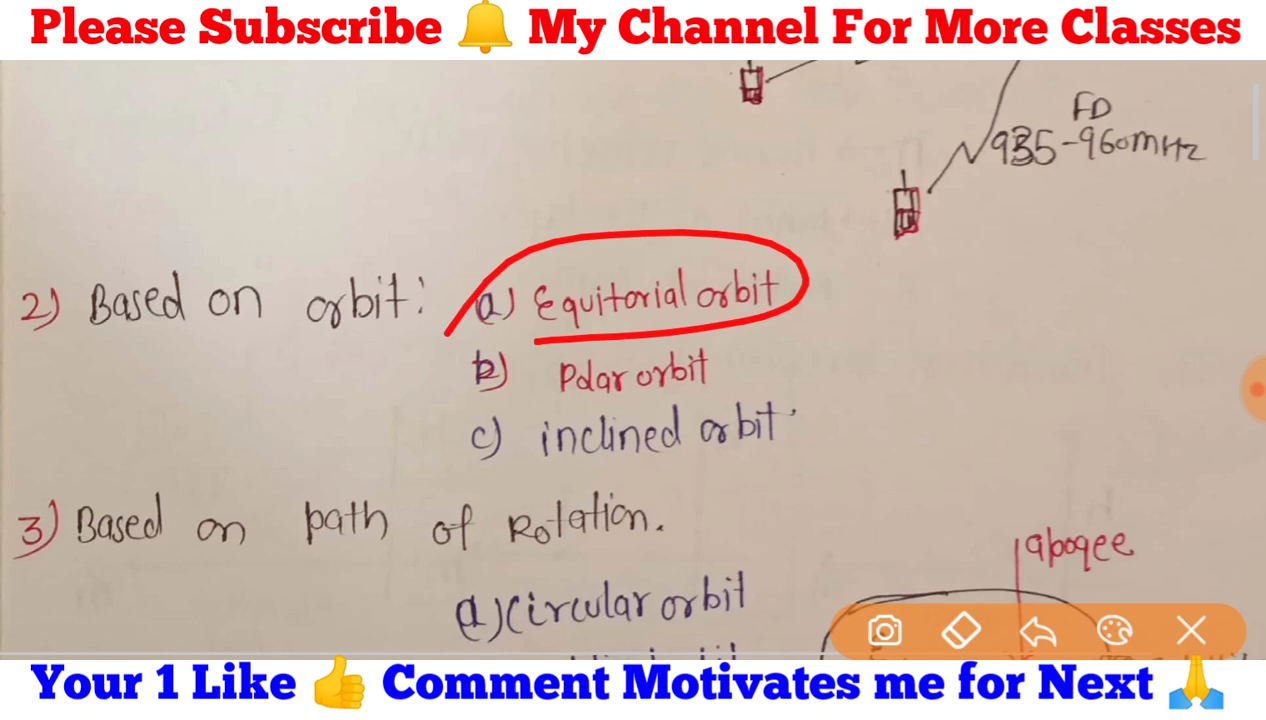 Please Subscribe 🔔 My Channel For More Classes
FD
935-960MHz
2) Based on orbit: a) Equitorial orbit
b) Polar orbit
c) inclined orbit
3) Based on path of Rotation.
apogee
a) Circular orbit
Your 1 Like 👍 Comment Motivates me for Next 🙏